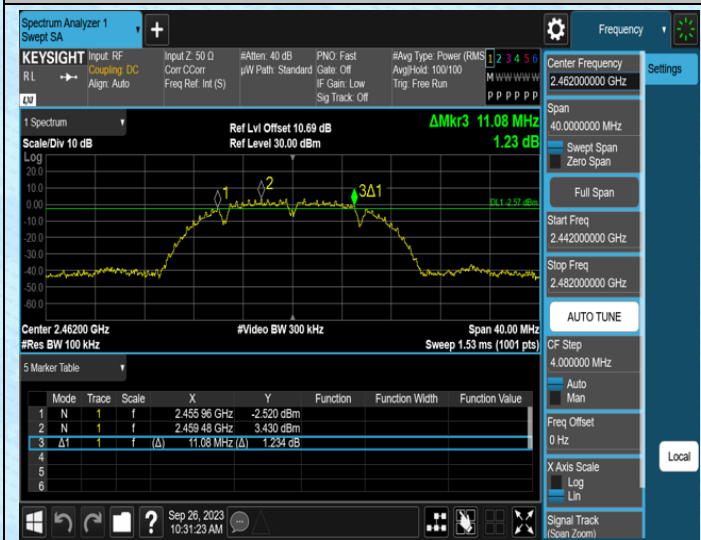 Spectrum Analyzer 1
Swept SA
Frequency
KEYSIGHT
RL
LXI
Input: RF
Coupling: DC
Align: Auto
Input Z: 50 Ω
Corr CCorr
Freq Ref: Int (S)
#Atten: 40 dB
µW Path: Standard
PNO: Fast
Gate: Off
IF Gain: Low
Sig Track: Off
#Avg Type: Power (RMS)
Avg|Hold: 100/100
Trig: Free Run
1 2 3 4 5 6
M W W W W W
P P P P P P
1 Spectrum
Scale/Div 10 dB
Ref Lvl Offset 10.69 dB
Ref Level 30.00 dBm
ΔMkr3 11.08 MHz
1.23 dB
Log
20.0
10.0
0.00
-10.0
-20.0
-30.0
-40.0
-50.0
-60.0
1
2
3Δ1
DL1 -2.57 dBm
Center 2.46200 GHz
#Video BW 300 kHz
Span 40.00 MHz
#Res BW 100 kHz
Sweep 1.53 ms (1001 pts)
5 Marker Table
Mode Trace Scale X Y Function Function Width Function Value
1 N 1 f 2.455 96 GHz -2.520 dBm
2 N 1 f 2.459 48 GHz 3.430 dBm
3 Δ1 1 f (Δ) 11.08 MHz (Δ) 1.234 dB
4
5
6
Sep 26, 2023
10:31:23 AM
Center Frequency
2.462000000 GHz
Settings
Span
40.0000000 MHz
Swept Span
Zero Span
Full Span
Start Freq
2.442000000 GHz
Stop Freq
2.482000000 GHz
AUTO TUNE
CF Step
4.000000 MHz
Auto
Man
Freq Offset
0 Hz
X Axis Scale
Log
Lin
Local
Signal Track
(Span Zoom)